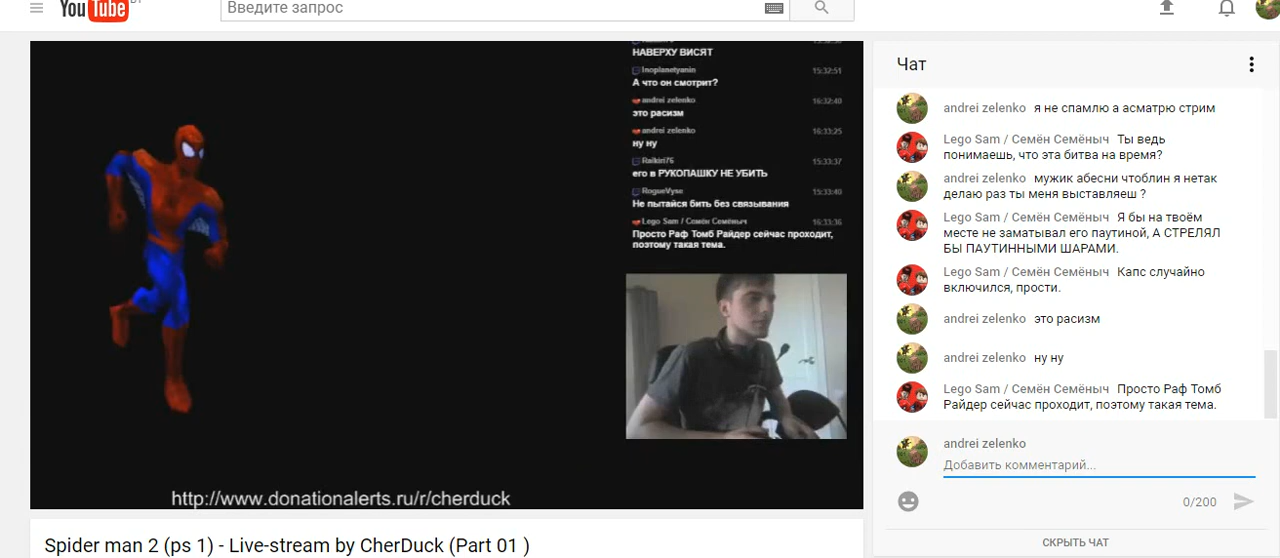 YouTube
Введите запрос
НАВЕРХУ ВИСЯТ
Inoplanetyanin 15:32:51
А что он смотрит?
andrei zelenko 16:32:40
это расизм
andrei zelenko 16:33:25
ну ну
Raikiri75 15:33:37
его в РУКОПАШКУ НЕ УБИТЬ
RogueVyse 15:33:40
Не пытайся бить без связывания
Lego Sam / Семён Семёныч 16:33:36
Просто Раф Томб Райдер сейчас проходит,
поэтому такая тема.
http://www.donationalerts.ru/r/cherduck
Spider man 2 (ps 1) - Live-stream by CherDuck (Part 01 )
Чат
andrei zelenko я не спамлю а асматрю стрим
Lego Sam / Семён Семёныч Ты ведь
понимаешь, что эта битва на время?
andrei zelenko мужик абесни чтоблин я нетак
делаю раз ты меня выставляеш ?
Lego Sam / Семён Семёныч Я бы на твоём
месте не заматывал его паутиной, А СТРЕЛЯЛ
БЫ ПАУТИННЫМИ ШАРАМИ.
Lego Sam / Семён Семёныч Капс случайно
включился, прости.
andrei zelenko это расизм
andrei zelenko ну ну
Lego Sam / Семён Семёныч Просто Раф Томб
Райдер сейчас проходит, поэтому такая тема.
andrei zelenko
Добавить комментарий...
0/200
СКРЫТЬ ЧАТ